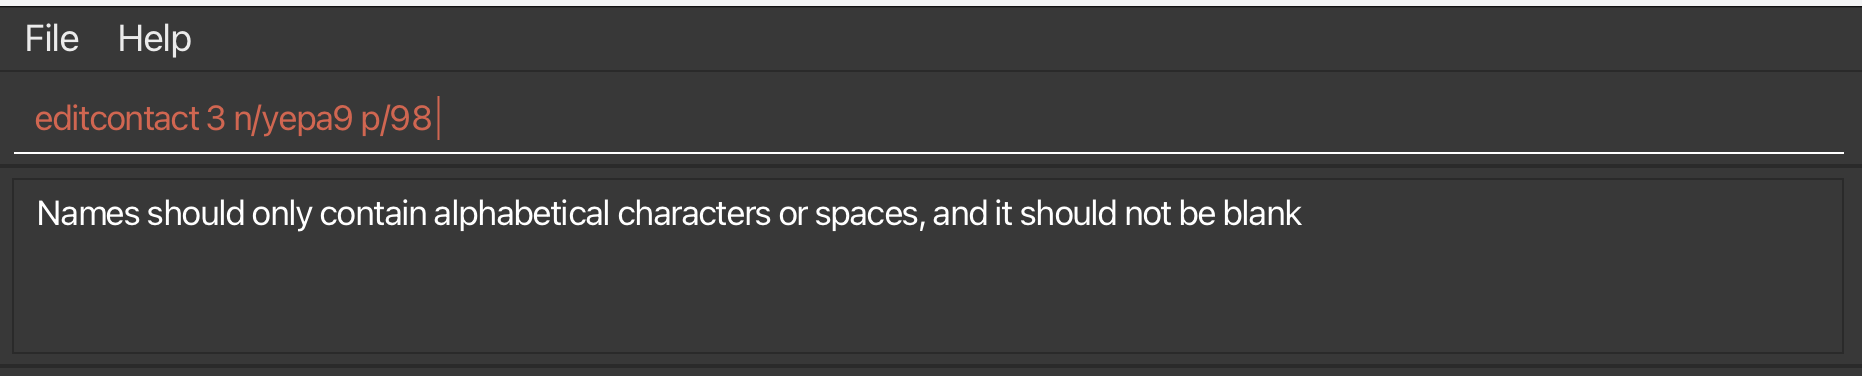 File Help
editcontact 3 n/yepa9 p/98
Names should only contain alphabetical characters or spaces, and it should not be blank